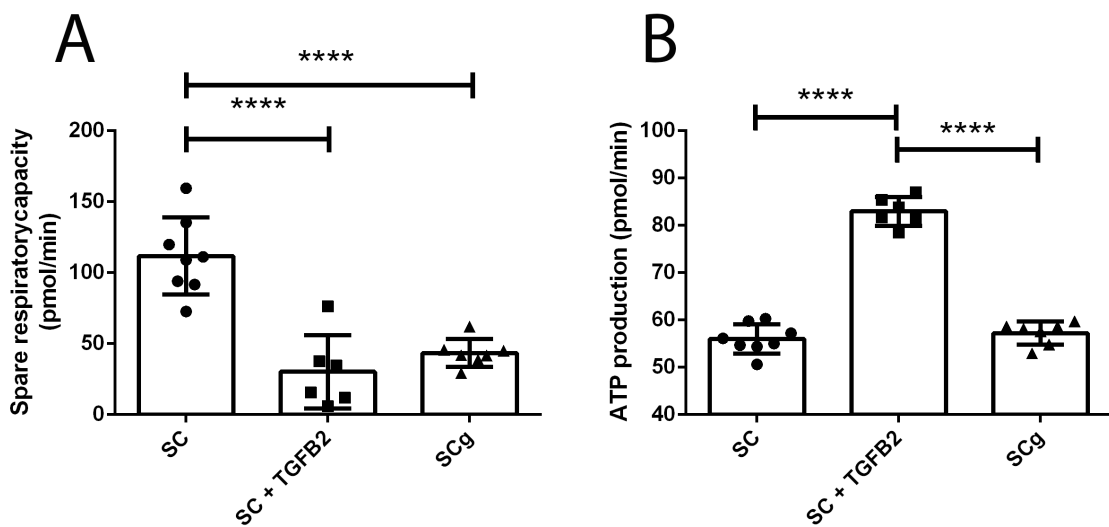 A
****
****
Spare respiratorycapacity
(pmol/min)
200
150
100
50
0
SC
SC + TGFB2
SCg
B
****
****
ATP production (pmol/min)
100
90
80
70
60
50
40
SC
SC + TGFB2
SCg